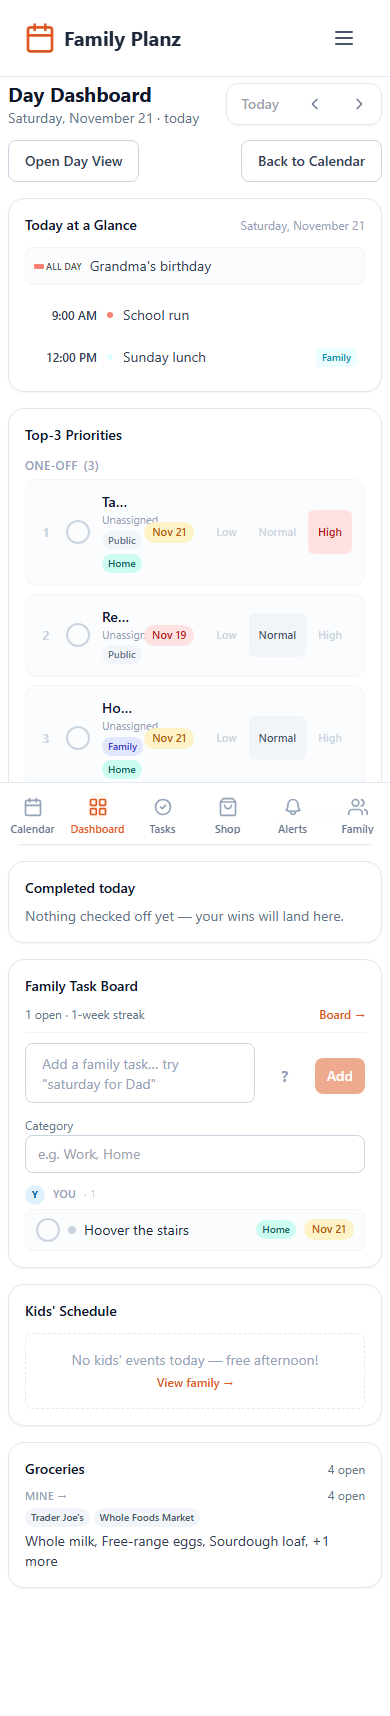 Family Planz
Day Dashboard
Saturday, November 21 · today
Today
Open Day View
Back to Calendar
Today at a Glance
Saturday, November 21
ALL DAY Grandma's birthday
9:00 AM School run
12:00 PM Sunday lunch Family
Top-3 Priorities
ONE-OFF (3)
1
Ta...
Unassigned
Public
Home
Nov 21
Low Normal High
2
Re...
Unassign
Public
Nov 19
Low Normal High
3
Ho...
Unassigned
Family
Home
Nov 21
Low Normal High
Calendar Dashboard Tasks Shop Alerts Family
Completed today
Nothing checked off yet — your wins will land here.
Family Task Board
1 open · 1-week streak
Board →
Add a family task... try
"saturday for Dad"
?
Add
Category
e.g. Work, Home
Y YOU · 1
Hoover the stairs Home Nov 21
Kids' Schedule
No kids' events today — free afternoon!
View family →
Groceries
4 open
MINE →
4 open
Trader Joe's Whole Foods Market
Whole milk, Free-range eggs, Sourdough loaf, +1
more